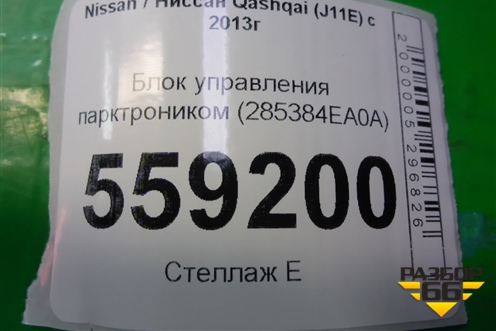 Nissan / Ниссан Qashqai (J11E) с
2013г
Блок управления
парктроником (285384EA0A)
559200
Стеллаж Е
2000005296826
РАЗБОР
66